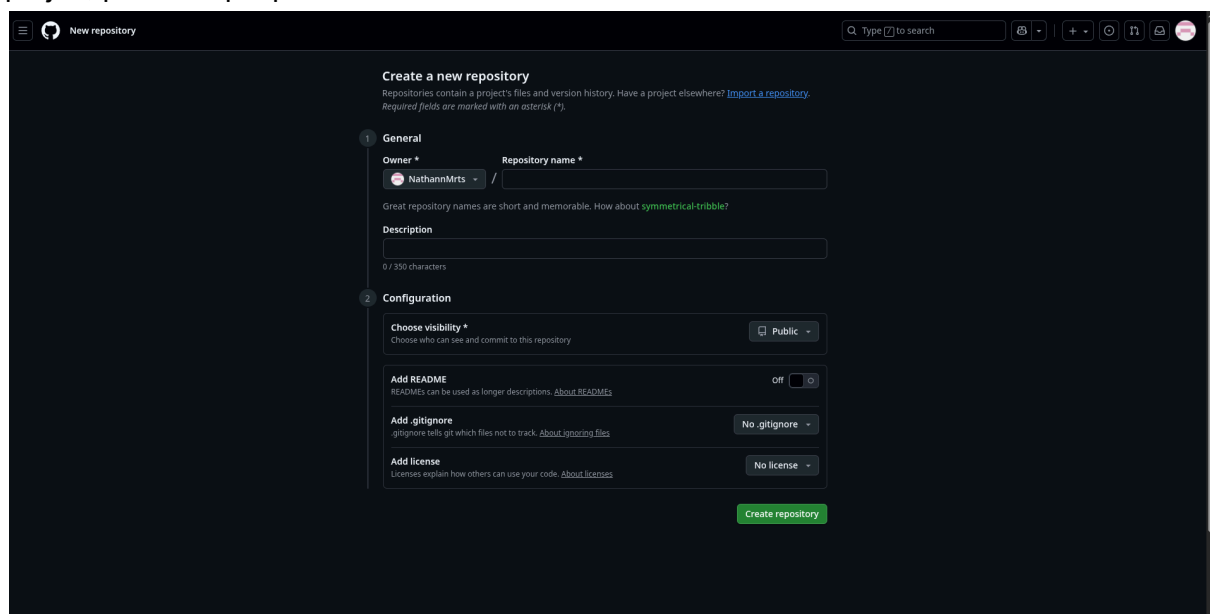 New repository
Type / to search
Create a new repository
Repositories contain a project's files and version history. Have a project elsewhere? Import a repository.
Required fields are marked with an asterisk (*).
1 General
Owner * Repository name *
NathannMrts /
Great repository names are short and memorable. How about symmetrical-tribble?
Description
0 / 350 characters
2 Configuration
Choose visibility *
Public
Choose who can see and commit to this repository
Add README
Off
READMEs can be used as longer descriptions. About READMEs
Add .gitignore
No .gitignore
.gitignore tells git which files not to track. About ignoring files
Add license
No license
Licenses explain how others can use your code. About licenses
Create repository